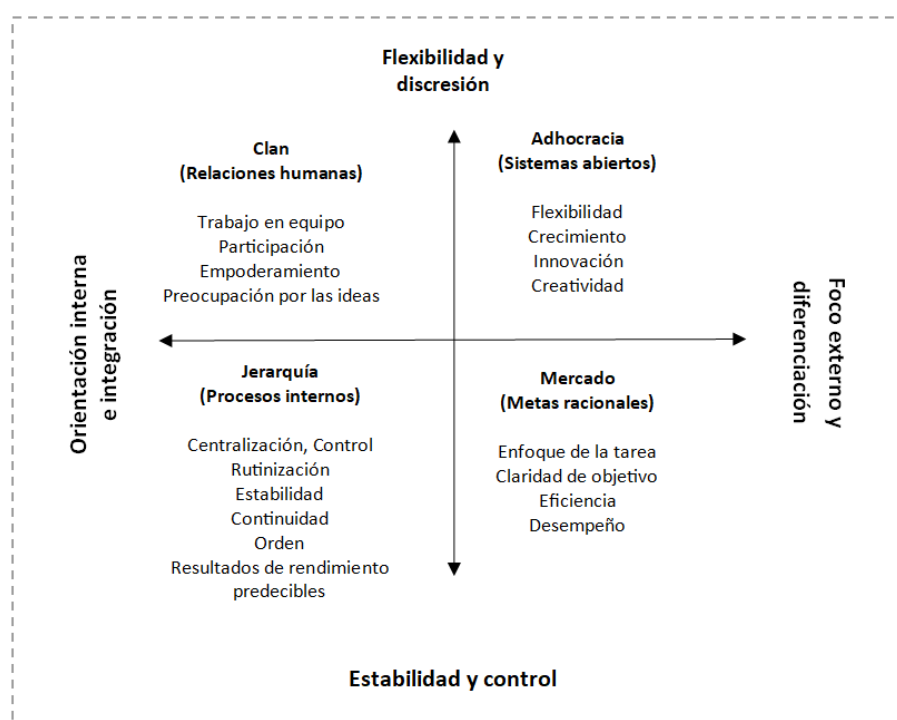 Flexibilidad y
discresión
Clan
(Relaciones humanas)
Trabajo en equipo
Participación
Empoderamiento
Preocupación por las ideas
Adhocracia
(Sistemas abiertos)
Flexibilidad
Crecimiento
Innovación
Creatividad
Orientación interna
e integración
Foco externo y
diferenciación
Jerarquía
(Procesos internos)
Centralización, Control
Rutinización
Estabilidad
Continuidad
Orden
Resultados de rendimiento
predecibles
Mercado
(Metas racionales)
Enfoque de la tarea
Claridad de objetivo
Eficiencia
Desempeño
Estabilidad y control